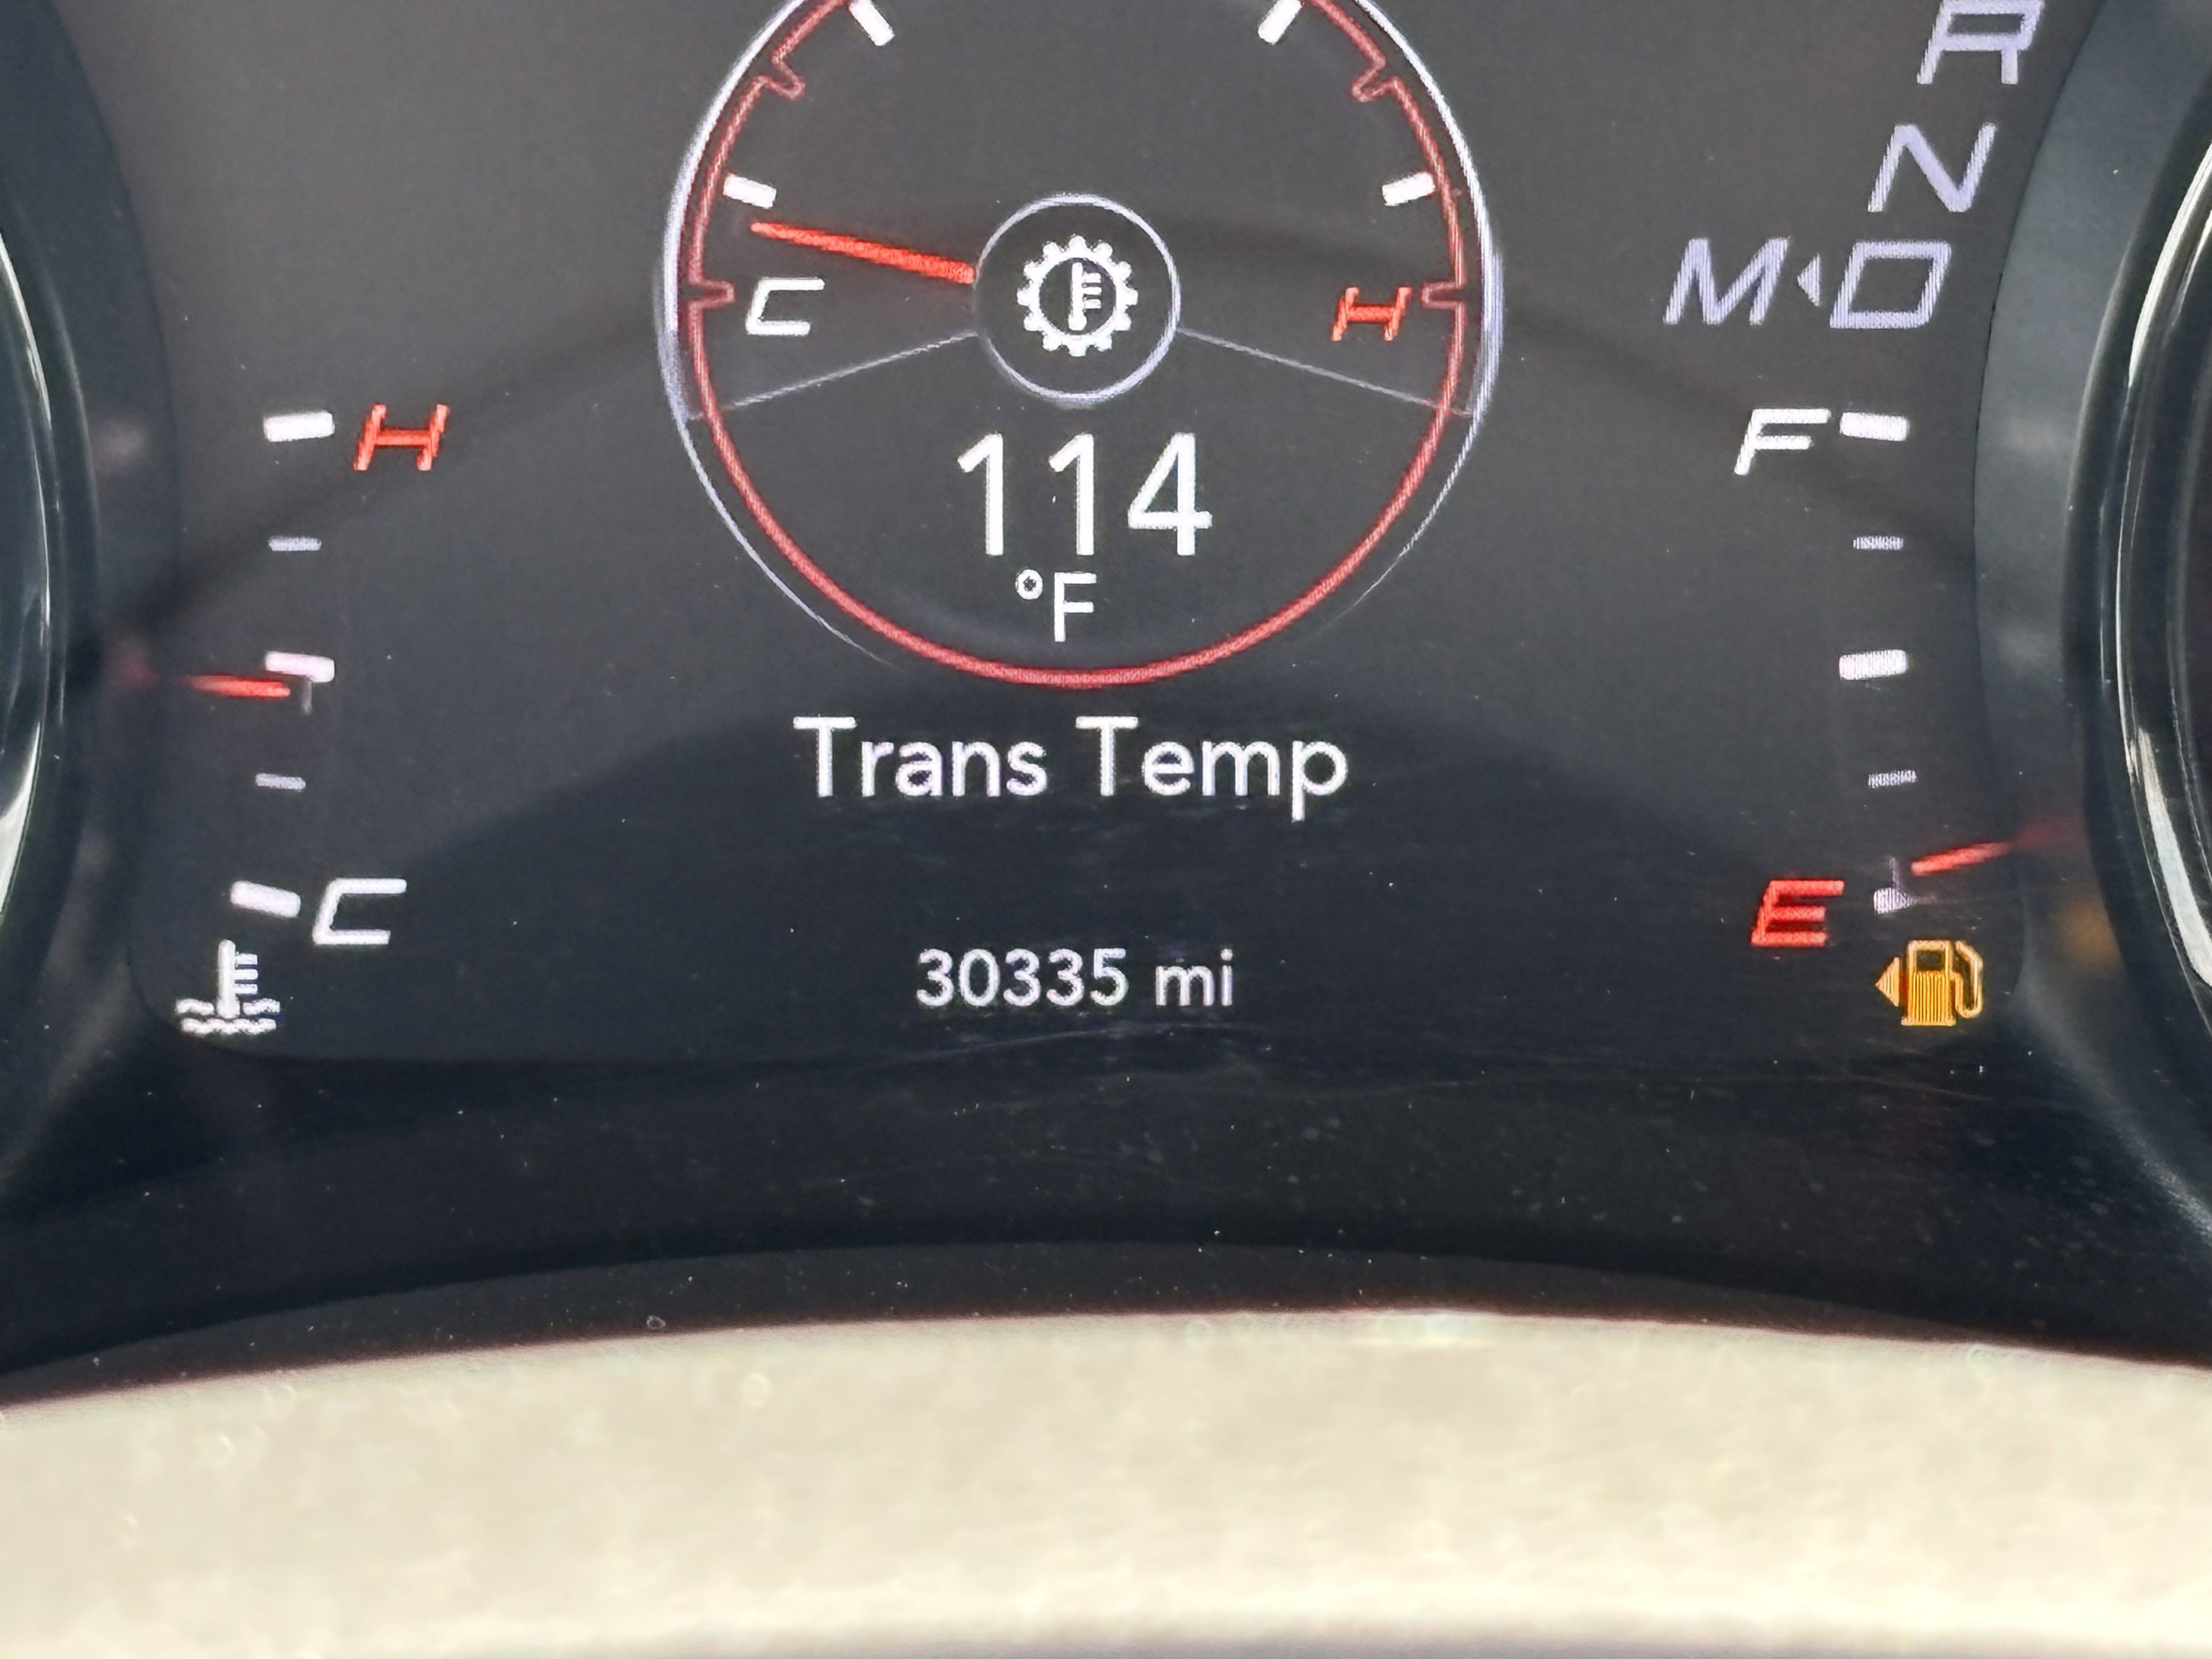 R
N
M D
C H
H
F
114
°F
Trans Temp
C
E
30335 mi